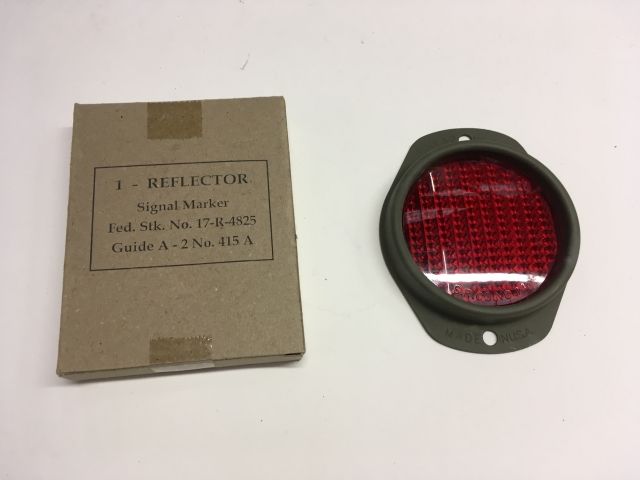 1 - REFLECTOR
Signal Marker
Fed. Stk. No. 17-R-4825
Guide A - 2 No. 415 A
MADE IN USA